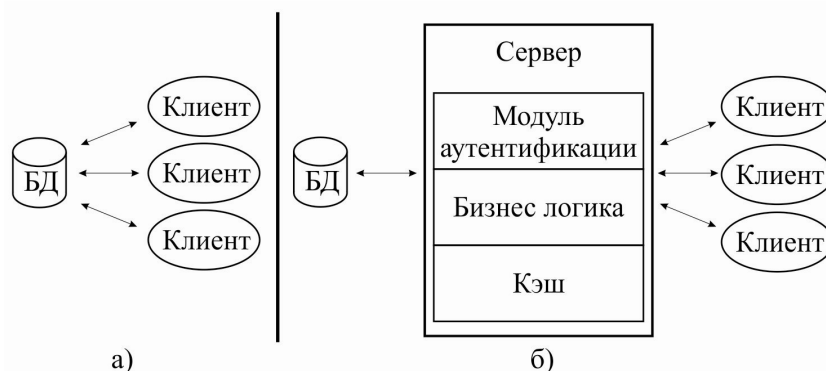 БД
Клиент
Клиент
Клиент
а)
БД
Сервер
Модуль
аутентификации
Бизнес логика
Кэш
Клиент
Клиент
Клиент
б)